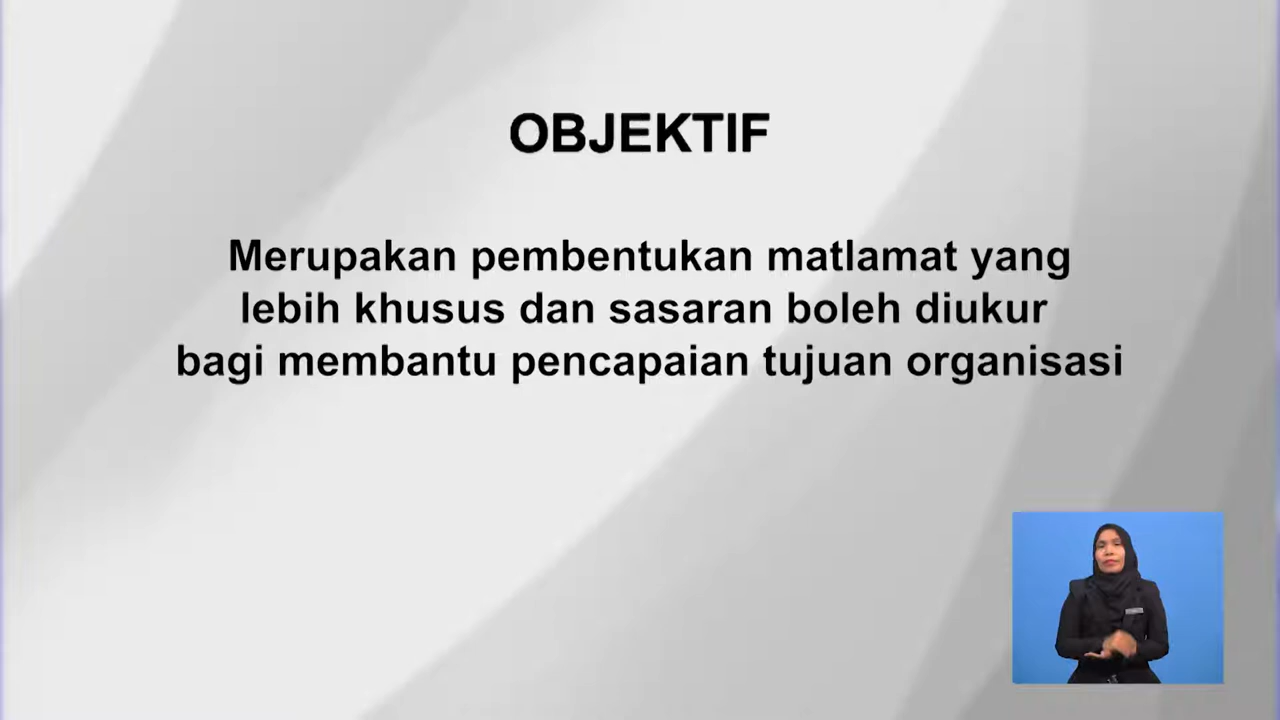 OBJEKTIF
Merupakan pembentukan matlamat yang
lebih khusus dan sasaran boleh diukur
bagi membantu pencapaian tujuan organisasi